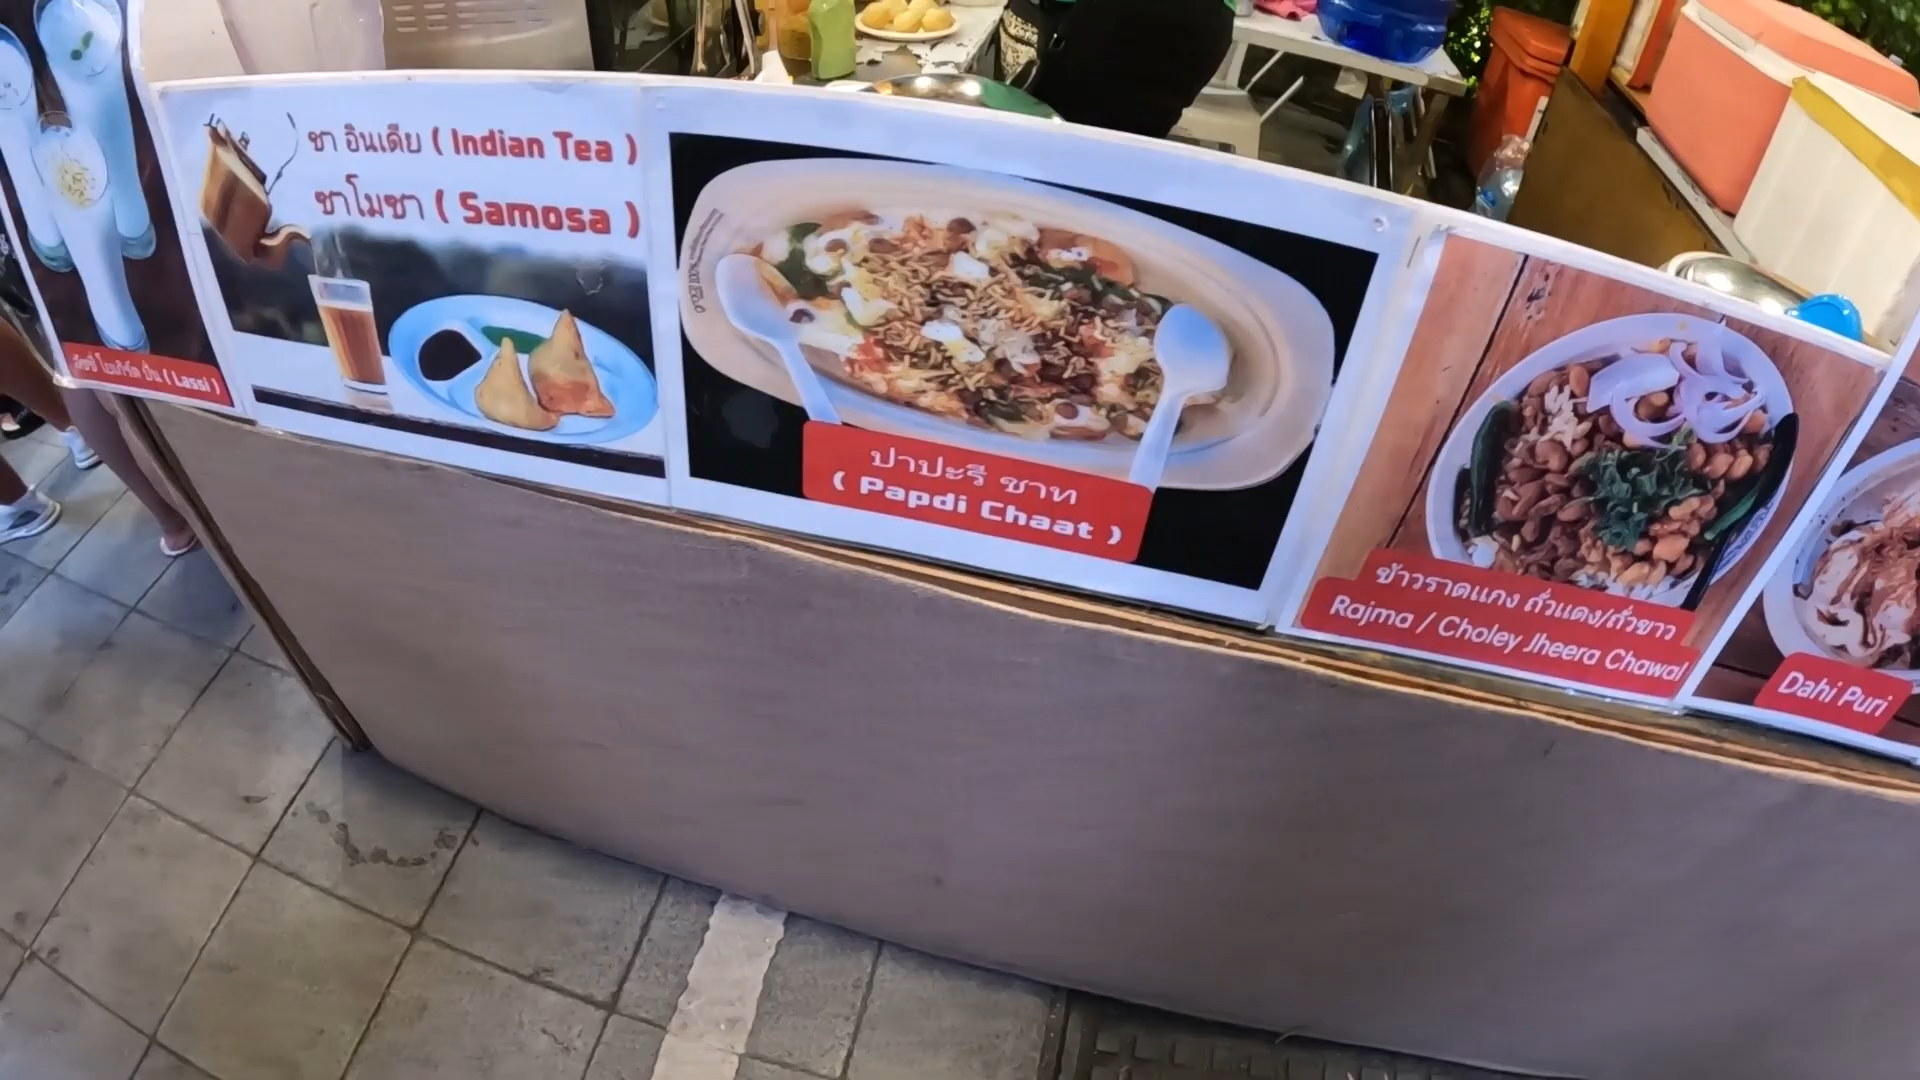 ลัซซี่ โยเกิร์ต ปั่น ( Lassi )
ชา อินเดีย ( Indian Tea )
ซาโมซา ( Samosa )
ปาปะรี ชาท
( Papdi Chaat )
ข้าวราดแกง ถั่วแดง/ถั่วขาว
Rajma / Choley Jheera Chawal
Dahi Puri